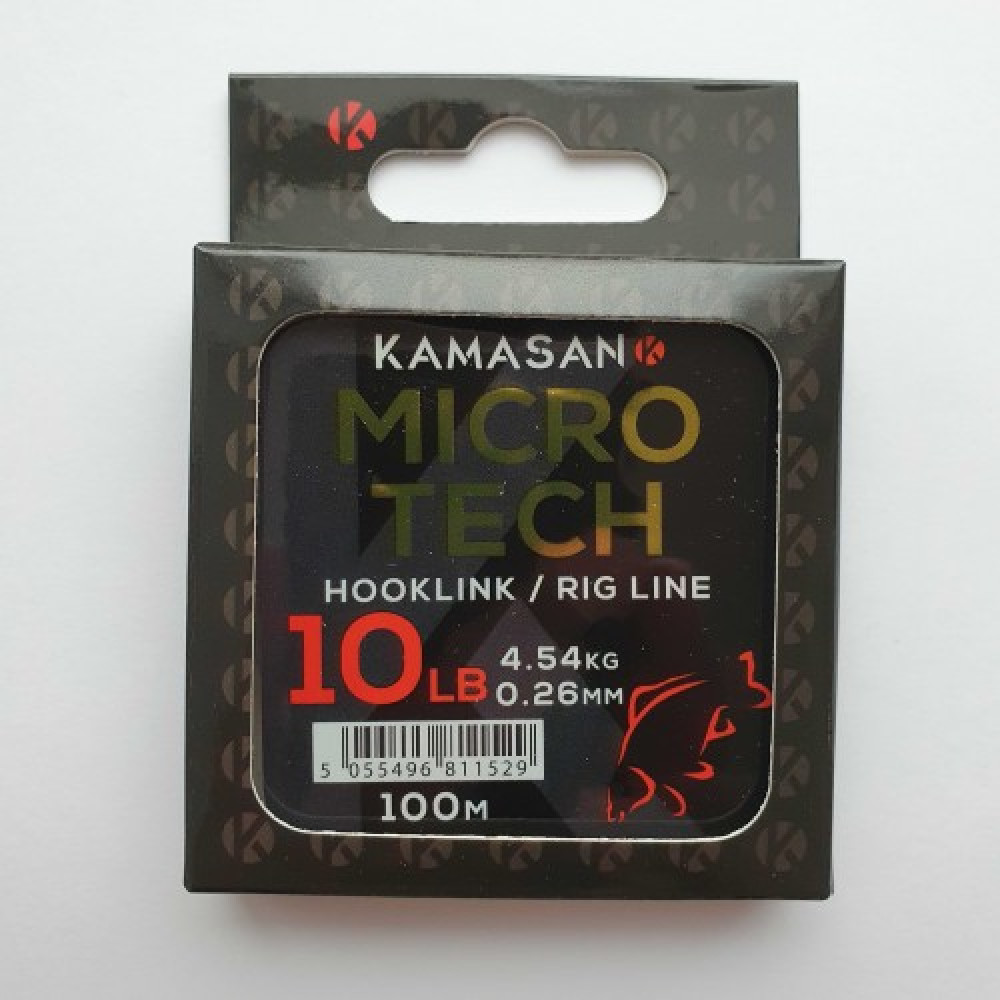 KAMASAN
MICRO
TECH
HOOKLINK / RIG LINE
10LB
4.54KG
0.26MM
5 055496 811529
100M